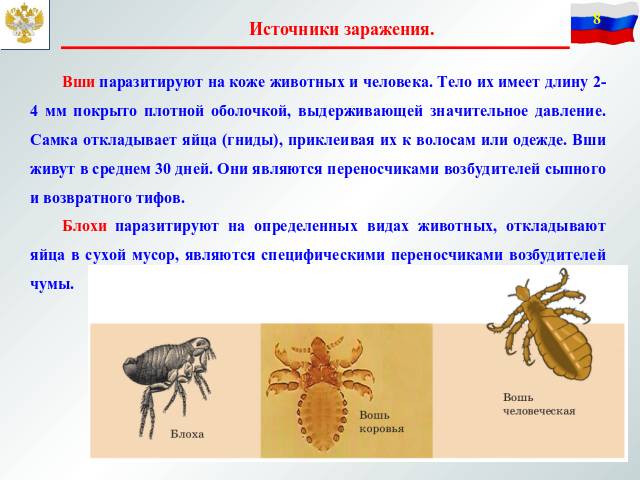 8
Источники заражения.
Вши паразитируют на коже животных и человека. Тело их имеет длину 2-
4 мм покрыто плотной оболочкой, выдерживающей значительное давление.
Самка откладывает яйца (гниды), приклеивая их к волосам или одежде. Вши
живут в среднем 30 дней. Они являются переносчиками возбудителей сыпного
и возвратного тифов.
Блохи паразитируют на определенных видах животных, откладывают
яйца в сухой мусор, являются специфическими переносчиками возбудителей
чумы.
Блоха
Вошь
коровья
Вошь
человеческая